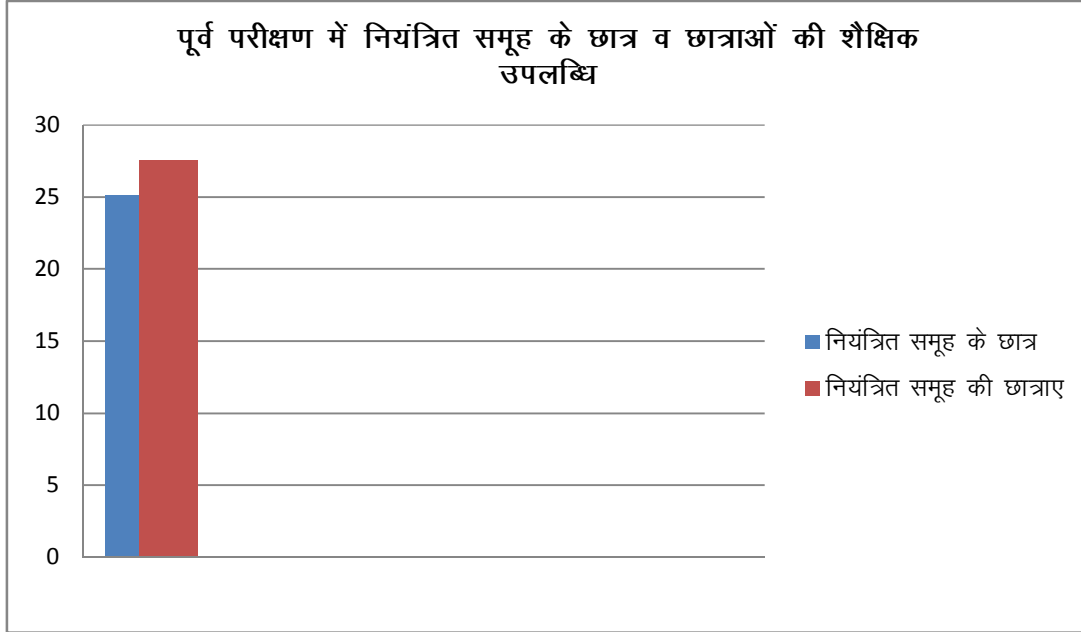 पूर्व परीक्षण में नियंत्रित समूह के छात्र व छात्राओं की शैक्षिक
उपलब्धि
30
25
20
15
10
5
0
नियंत्रित समूह के छात्र
नियंत्रित समूह की छात्राए